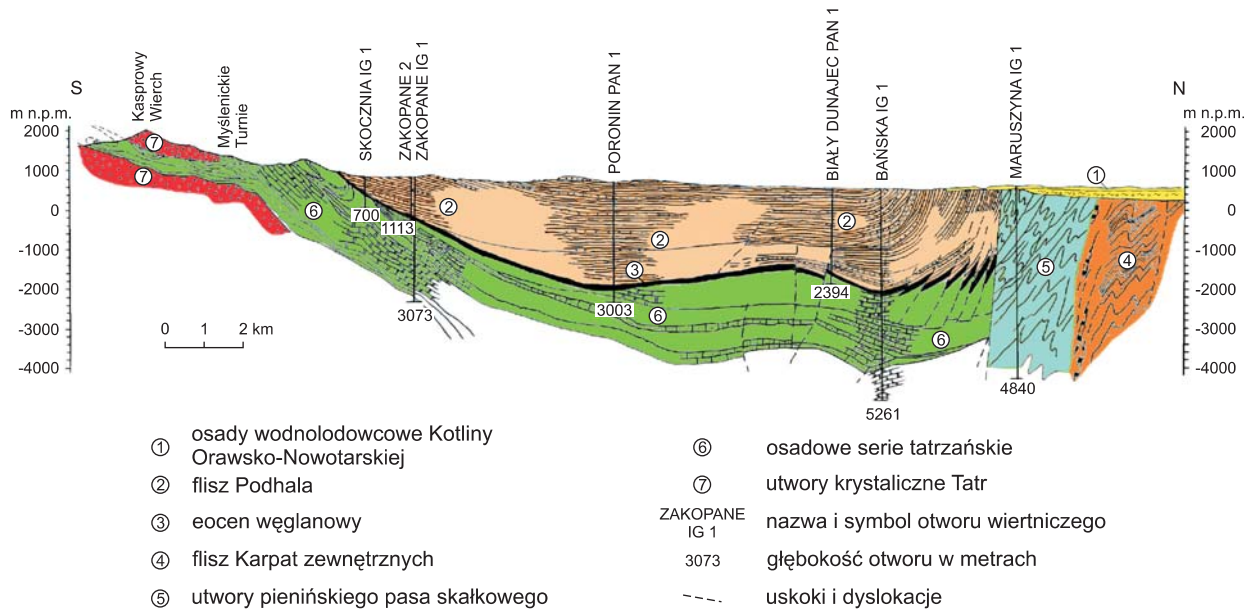 S
N
m n.p.m.
m n.p.m.
Kasprowy
Wierch
Myślenickie
Turnie
SKOCZNIA IG 1
ZAKOPANE 2
ZAKOPANE IG 1
PORONIN PAN 1
BIAŁY DUNAJEC PAN 1
BAŃSKA IG 1
MARUSZYNA IG 1
2000
1000
0
-1000
-2000
-3000
-4000
2000
1000
0
-1000
-2000
-3000
-4000
7
7
6
2
2
3
6
2
6
5
1
4
700
1113
3073
3003
2394
5261
4840
0 1 2 km
1 osady wodnolodowcowe Kotliny
Orawsko-Nowotarskiej
2 flisz Podhala
3 eocen węglanowy
4 flisz Karpat zewnętrznych
5 utwory pienińskiego pasa skałkowego
6 osadowe serie tatrzańskie
7 utwory krystaliczne Tatr
ZAKOPANE
IG 1
nazwa i symbol otworu wiertniczego
3073 głębokość otworu w metrach
uskoki i dyslokacje